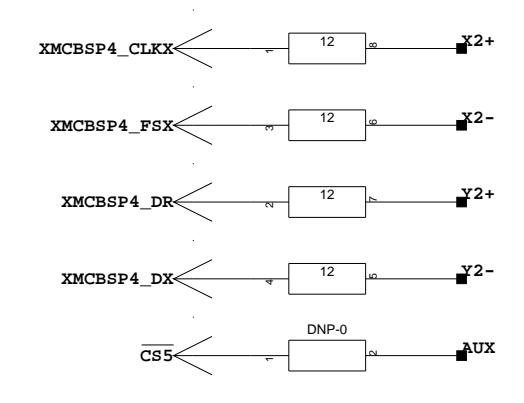 XMCBSP4_CLKX 1 12 8 X2+
XMCBSP4_FSX 3 12 6 X2-
XMCBSP4_DR 2 12 7 Y2+
XMCBSP4_DX 4 12 5 Y2-
DNP-0
CS5 1 2 AUX